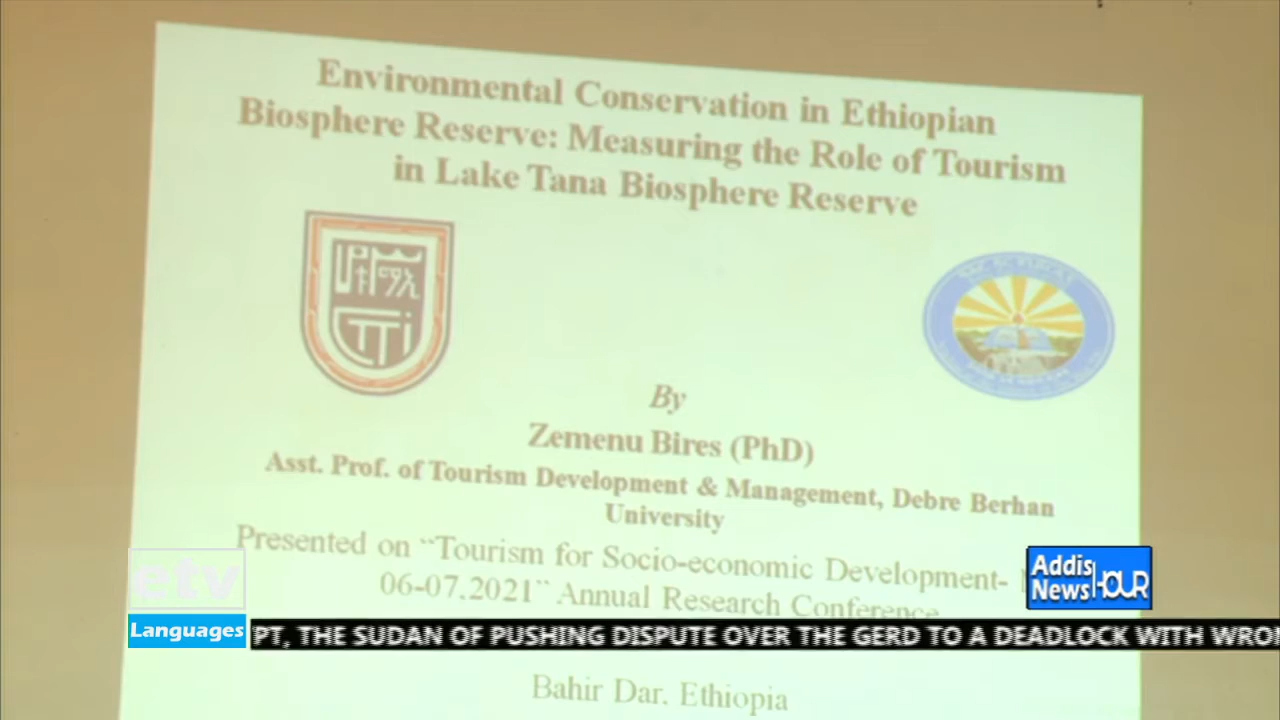 Environmental Conservation in Ethiopian
Biosphere Reserve: Measuring the Role of Tourism
in Lake Tana Biosphere Reserve
ሆቱማኢ
CTTI
By
Zemenu Bires (PhD)
Asst. Prof. of Tourism Development & Management, Debre Berhan
University
Presented on “Tourism for Socio-economic Development-
06-07.2021” Annual Research Conference
Bahir Dar, Ethiopia
etv
Languages
Addis
News HOUR
PT, THE SUDAN OF PUSHING DISPUTE OVER THE GERD TO A DEADLOCK WITH WRO